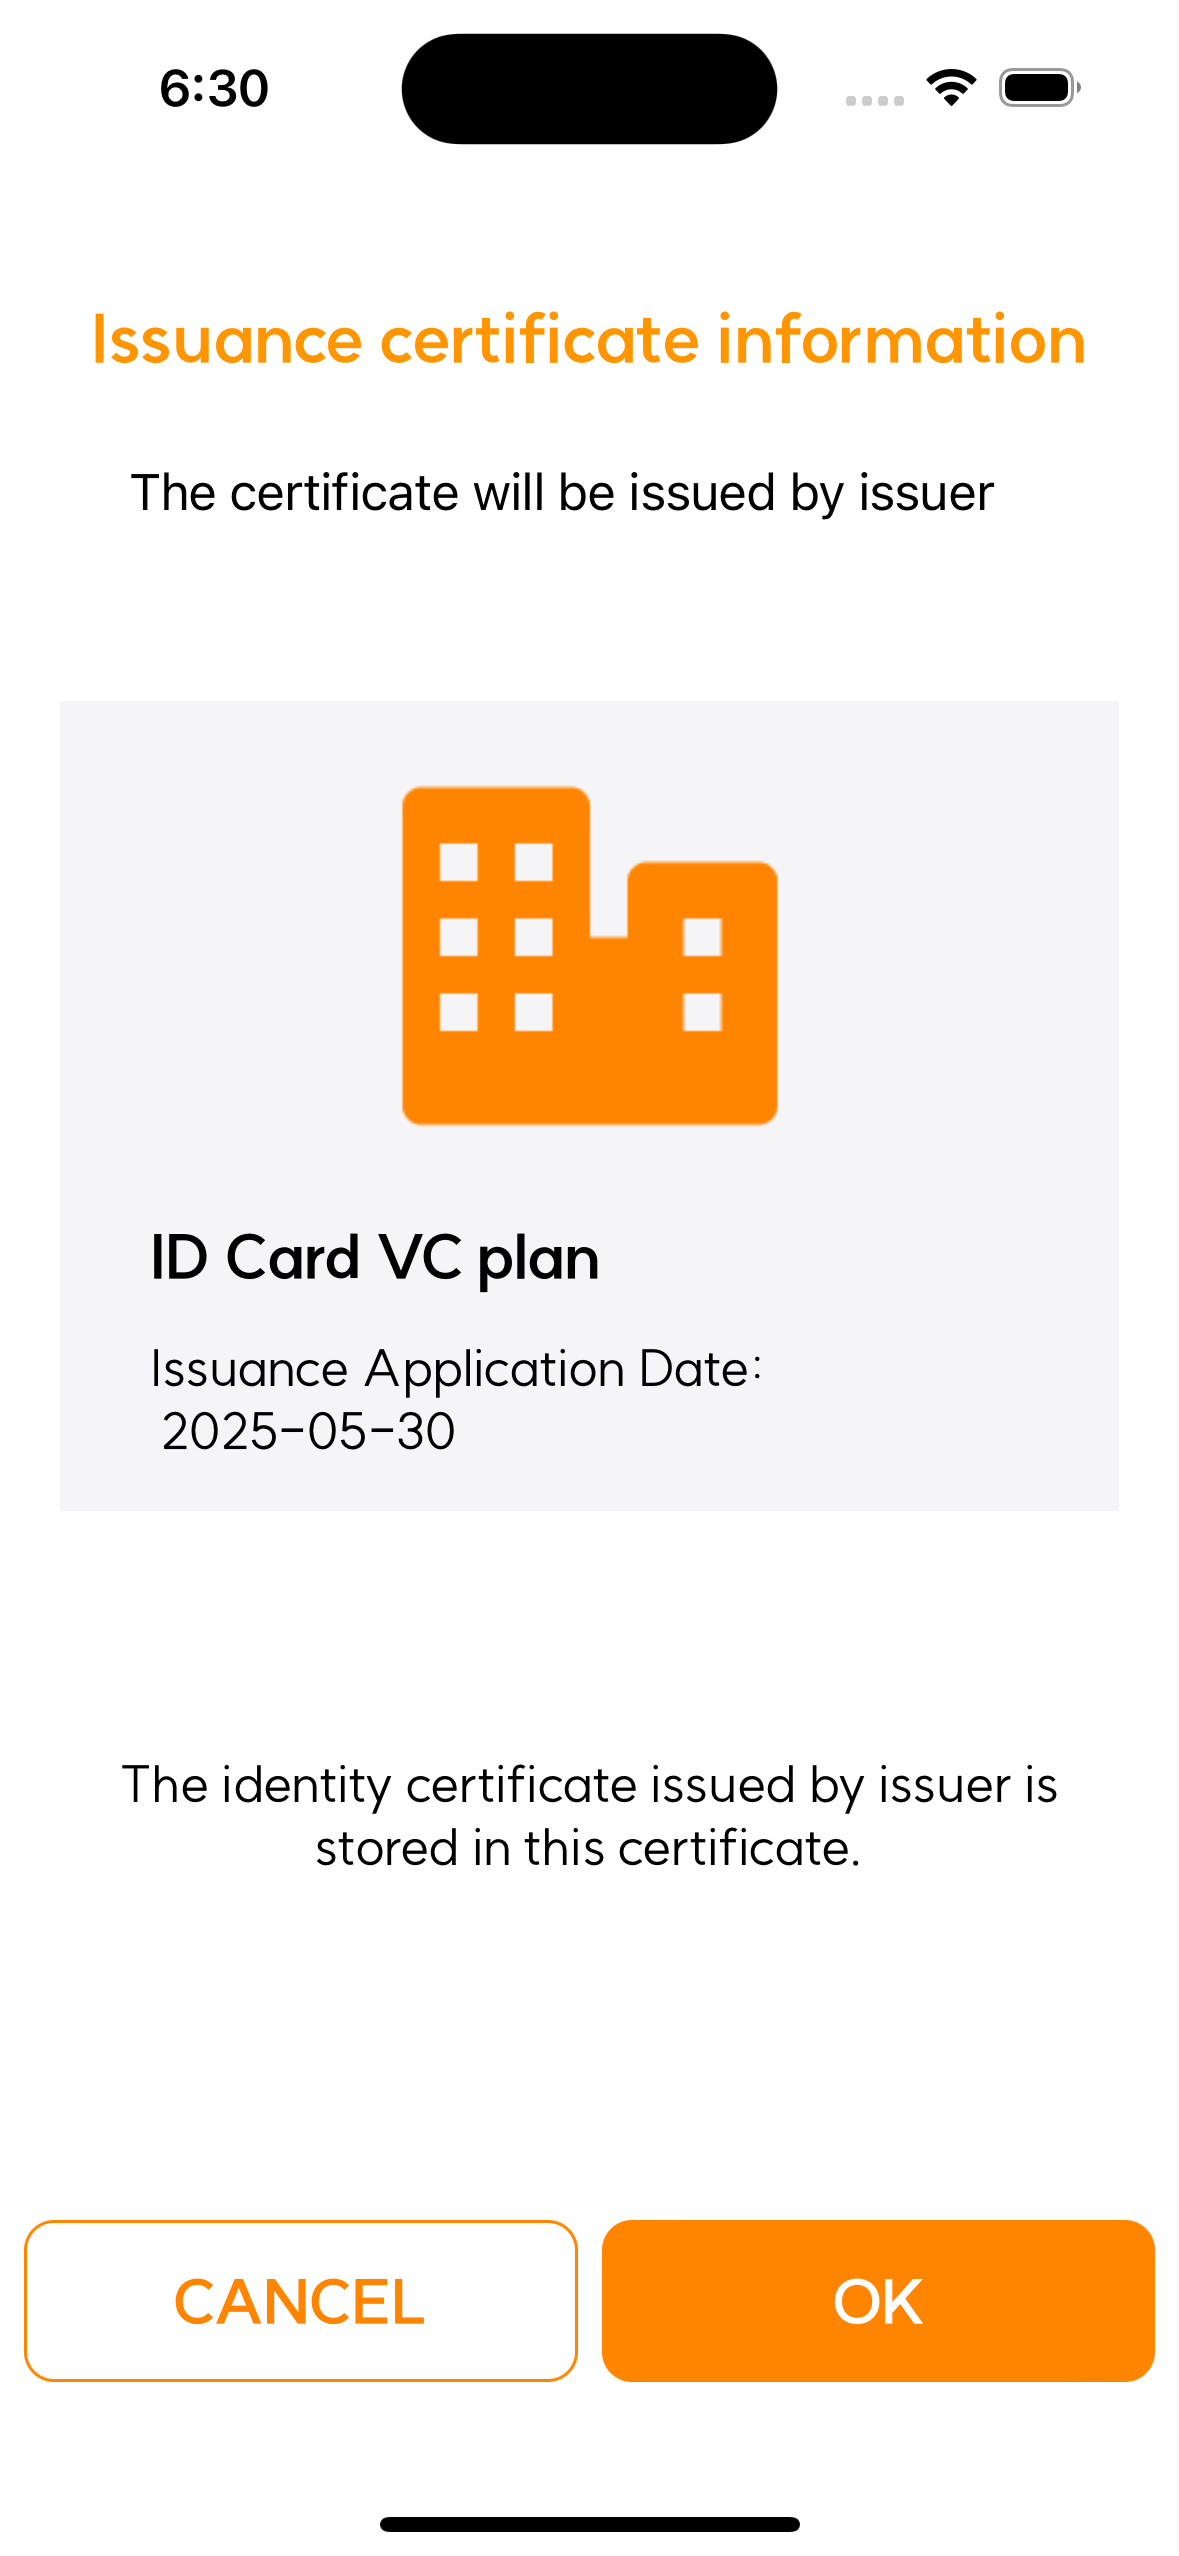 6:30
Issuance certificate information
The certificate will be issued by issuer
ID Card VC plan
Issuance Application Date:
2025-05-30
The identity certificate issued by issuer is
stored in this certificate.
CANCEL
OK